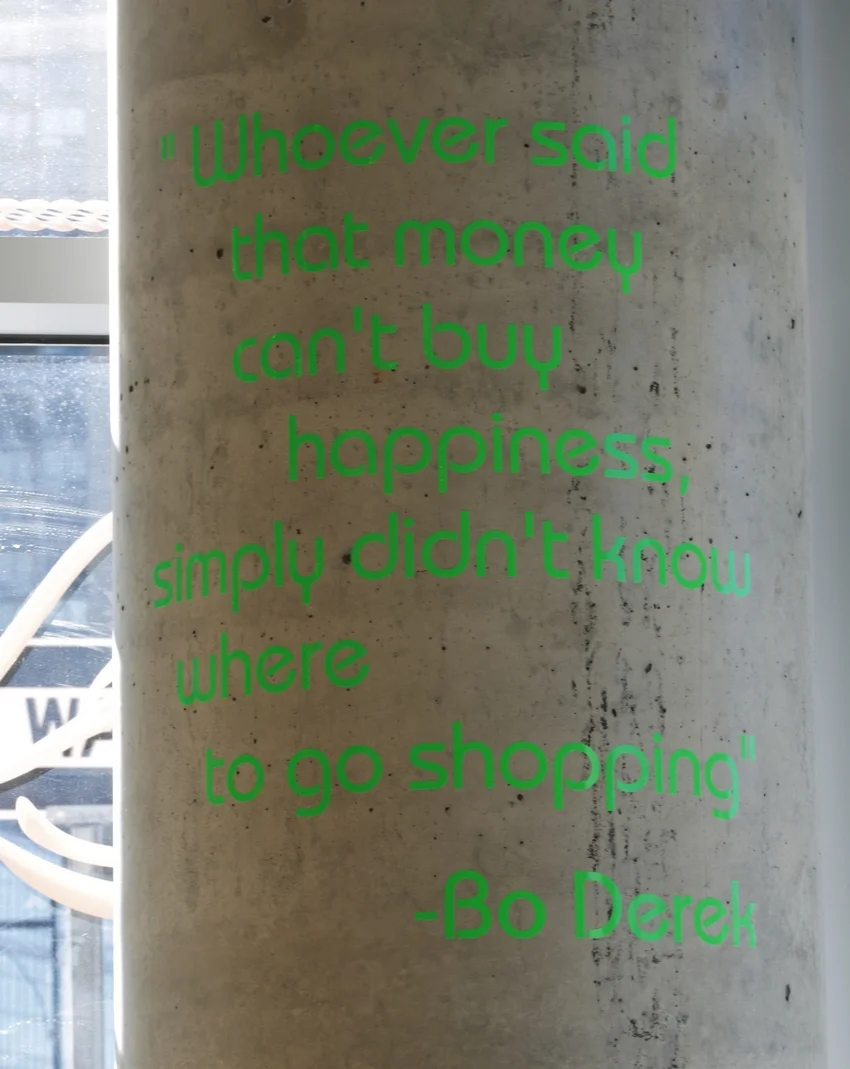 "Whoever said
that money
can't buy
happiness,
simply didn't know
where
to go shopping"
-Bo Derek